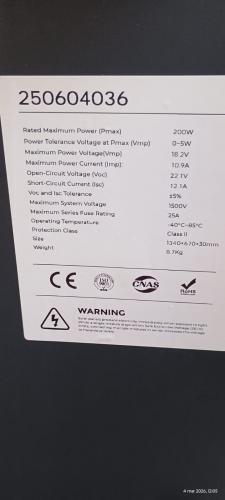 250604036
Rated Maximum Power (Pmax) 200W
Power Tolerance Voltage at Pmax (Vmp) 0~5W
Maximum Power Voltage(Vmp) 18.2V
Maximum Power Current (Imp): 10.9A
Open-Circuit Voltage (Voc) 22.1V
Short-Circuit Current (Isc) 12.1A
Voc and Isc Tolerance ±5%
Maximum System Voltage 1500V
Maximum Series Fuse Rating 25A
Operating Temperature -40°C~85°C
Protection Class Class II
Size 1340×670×30mm
Weight 8.7Kg
CE
CNAS
RoHS
WARNING
4 mar 2026, 12:05